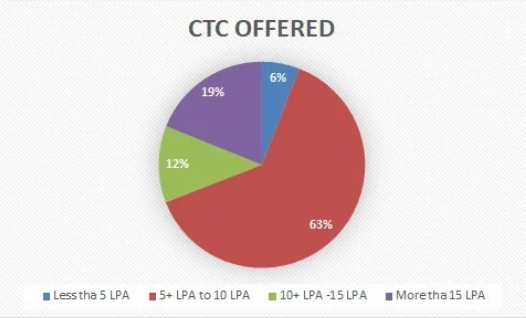 CTC OFFERED
6%
19%
12%
63%
Less tha 5 LPA 5+ LPA to 10 LPA 10+ LPA -15 LPA More tha 15 LPA